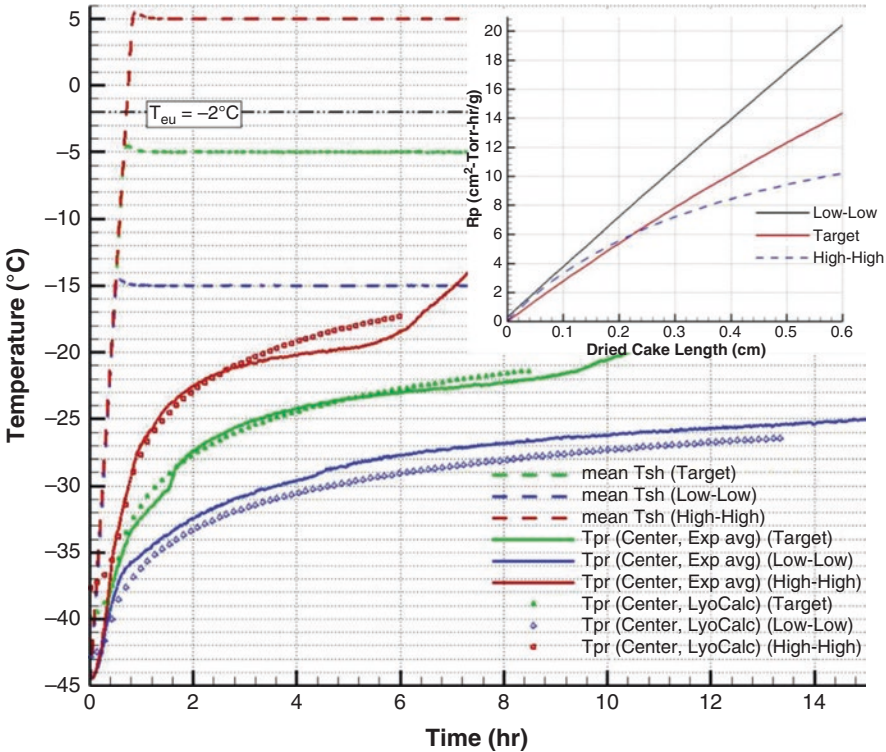 Temperature (°C)
5
0
−5
−10
−15
−20
−25
−30
−35
−40
−45
T_eu = −2°C
Rp (cm²-Torr-hr/g)
20
18
16
14
12
10
8
6
4
2
0
0 0.1 0.2 0.3 0.4 0.5 0.6
Dried Cake Length (cm)
Low-Low
Target
High-High
mean Tsh (Target)
mean Tsh (Low-Low)
mean Tsh (High-High)
Tpr (Center, Exp avg) (Target)
Tpr (Center, Exp avg) (Low-Low)
Tpr (Center, Exp avg) (High-High)
Tpr (Center, LyoCalc) (Target)
Tpr (Center, LyoCalc) (Low-Low)
Tpr (Center, LyoCalc) (High-High)
0 2 4 6 8 10 12 14
Time (hr)